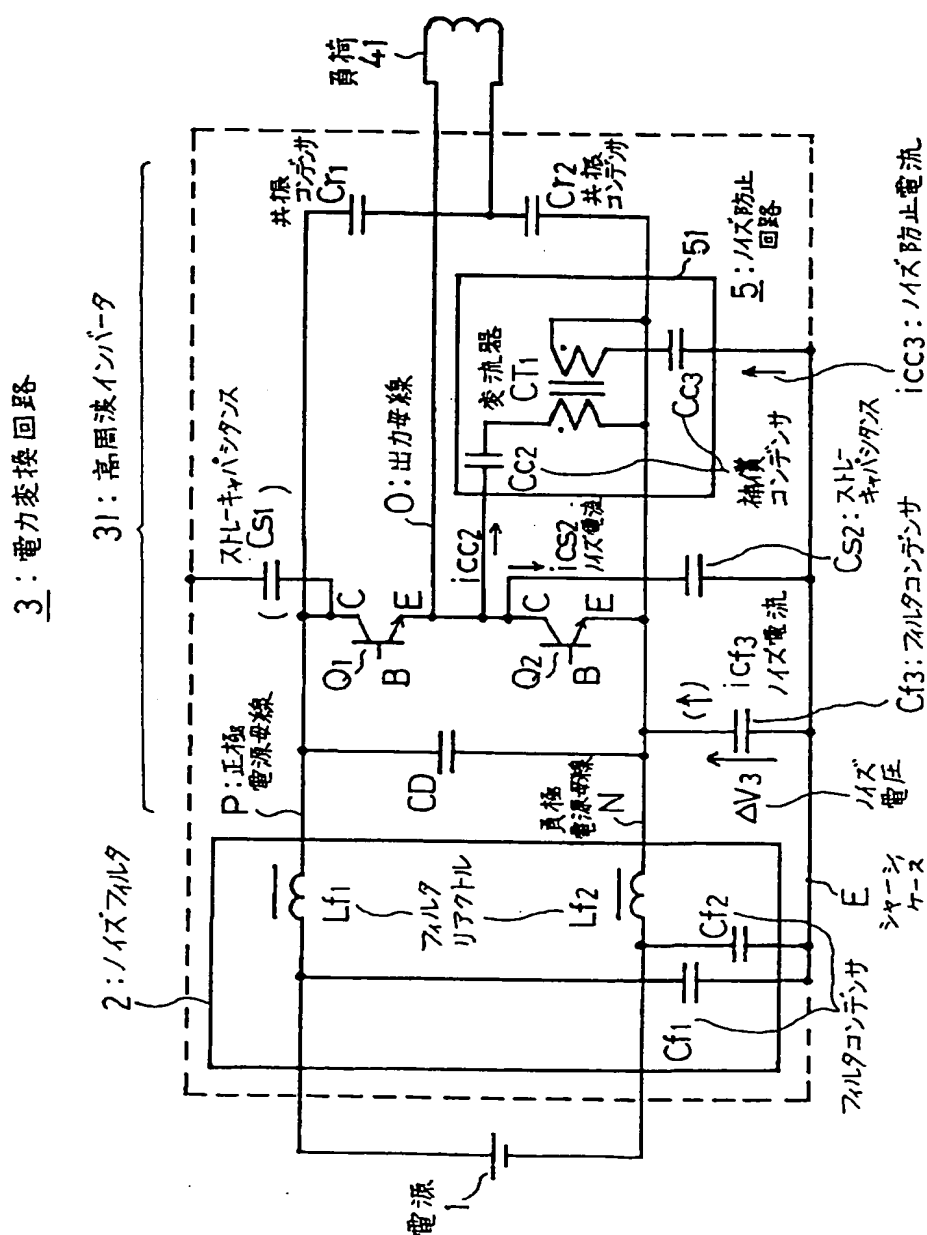 3:電力変換回路
31:高周波インバータ
2:ノイズフィルタ
ストレーキャパシタンス
Cs1
P:正極
電源母線
O:出力母線
共振
コンデンサ
Cr1
負荷
41
Q1
C
E
B
Q2
C
E
B
CD
icc2
ics2
ノイズ電流
Cc2
変流器
CT1
Cc3
補償
コンデンサ
51
5:ノイズ防止
回路
Cr2
共振
コンデンサ
Lf1
フィルタ
リアクトル
Lf2
負極
電源母線
N
(↑)
icf3
ノイズ電流
ΔV3
ノイズ
電圧
Cf1
Cf2
フィルタコンデンサ
E
シャーシ
ケース
Cf3:フィルタコンデンサ
Cs2:ストレー
キャパシタンス
icc3:ノイズ防止電流
電源
1